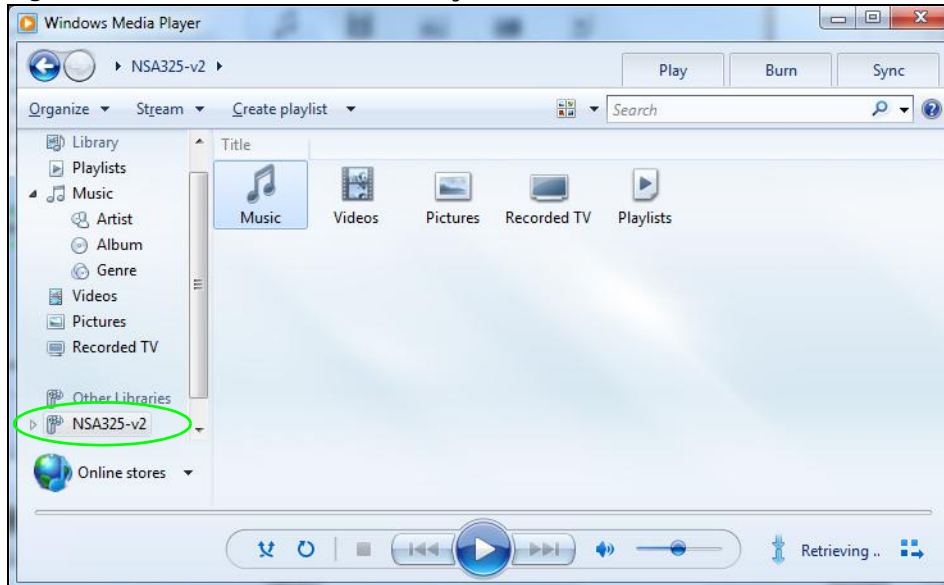 Windows Media Player
NSA325-v2
Play Burn Sync
Organize Stream Create playlist Search
Library
Playlists
Music
Artist
Album
Genre
Videos
Pictures
Recorded TV
Other Libraries
NSA325-v2
Online stores
Title
Music Videos Pictures Recorded TV Playlists
Retrieving ..